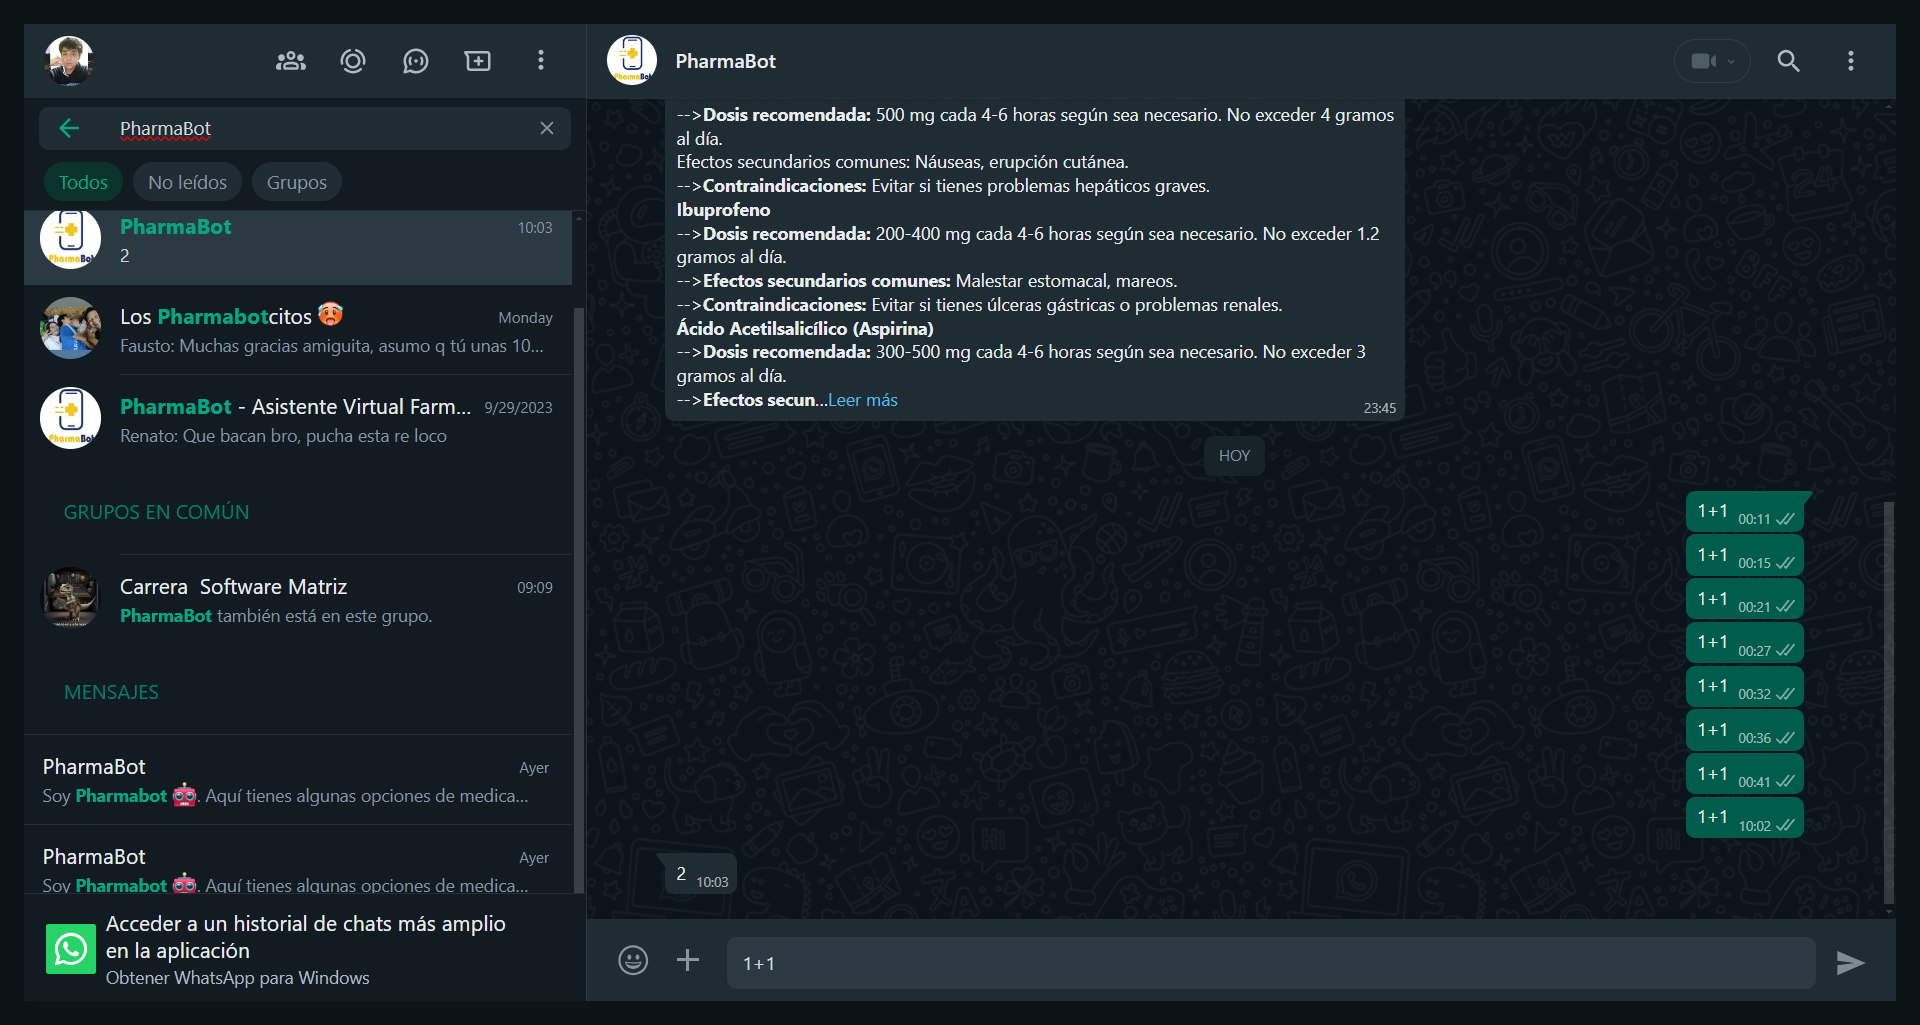 PharmaBot
Todos
No leídos
Grupos
PharmaBot
10:03
2
Los Pharmabotcitos 🥵
Monday
Fausto: Muchas gracias amiguita, asumo q tú unas 10...
PharmaBot - Asistente Virtual Farm...
9/29/2023
Renato: Que bacan bro, pucha esta re loco
GRUPOS EN COMÚN
Carrera  Software Matriz
09:09
PharmaBot también está en este grupo.
MENSAJES
PharmaBot
Ayer
Soy Pharmabot 🤖. Aquí tienes algunas opciones de medica...
PharmaBot
Ayer
Soy Pharmabot 🤖. Aquí tienes algunas opciones de medica...
Acceder a un historial de chats más amplio
en la aplicación
Obtener WhatsApp para Windows
PharmaBot
PharmaBot
-->Dosis recomendada: 500 mg cada 4-6 horas según sea necesario. No exceder 4 gramos
al día.
Efectos secundarios comunes: Náuseas, erupción cutánea.
-->Contraindicaciones: Evitar si tienes problemas hepáticos graves.
Ibuprofeno
-->Dosis recomendada: 200-400 mg cada 4-6 horas según sea necesario. No exceder 1.2
gramos al día.
-->Efectos secundarios comunes: Malestar estomacal, mareos.
-->Contraindicaciones: Evitar si tienes úlceras gástricas o problemas renales.
Ácido Acetilsalicílico (Aspirina)
-->Dosis recomendada: 300-500 mg cada 4-6 horas según sea necesario. No exceder 3
gramos al día.
-->Efectos secun...Leer más
23:45
HOY
1+1 00:11
1+1 00:15
1+1 00:21
1+1 00:27
1+1 00:32
1+1 00:36
1+1 00:41
1+1 10:02
2 10:03
1+1